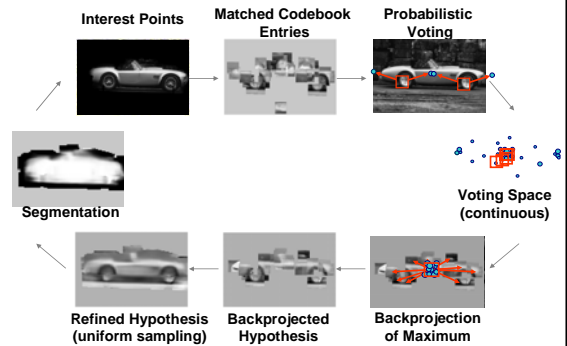 Interest Points
Matched Codebook
Entries
Probabilistic
Voting
Voting Space
(continuous)
Segmentation
Refined Hypothesis
(uniform sampling)
Backprojected
Hypothesis
Backprojection
of Maximum